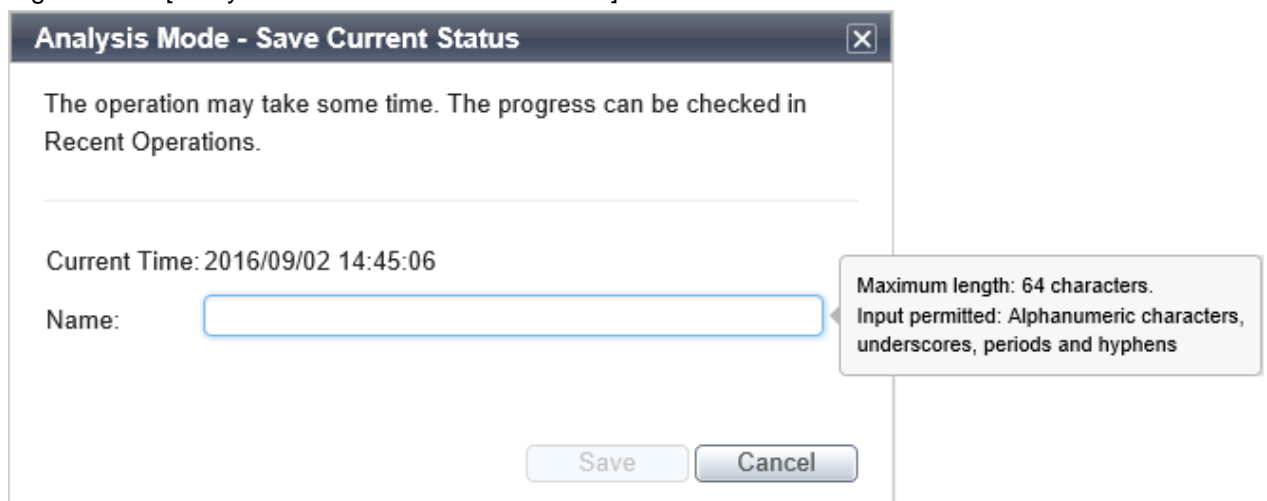 Analysis Mode - Save Current Status
The operation may take some time. The progress can be checked in
Recent Operations.
Current Time: 2016/09/02 14:45:06
Name:
Maximum length: 64 characters.
Input permitted: Alphanumeric characters,
underscores, periods and hyphens
Save Cancel